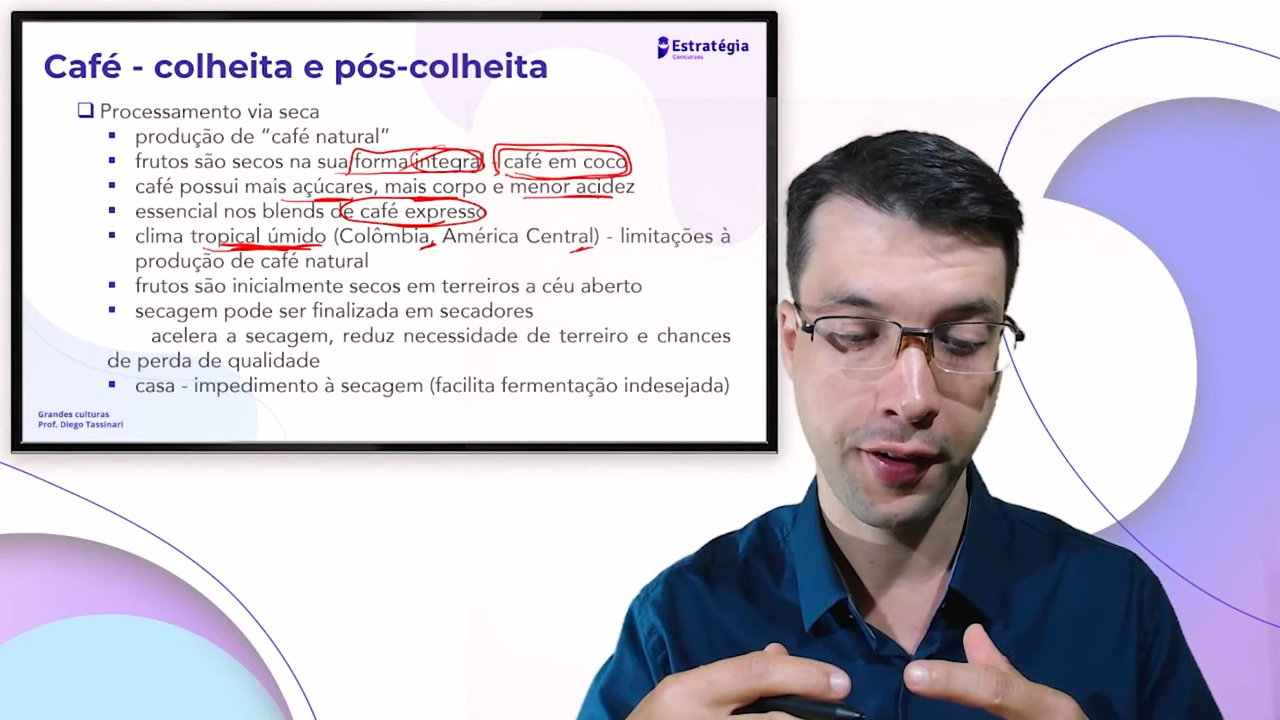 Café - colheita e pós-colheita
Estratégia
Concursos
❑ Processamento via seca
▪ produção de “café natural”
▪ frutos são secos na sua forma integral - café em coco
▪ café possui mais açúcares, mais corpo e menor acidez
▪ essencial nos blends de café expresso
▪ clima tropical úmido (Colômbia, América Central) - limitações à
produção de café natural
▪ frutos são inicialmente secos em terreiros a céu aberto
▪ secagem pode ser finalizada em secadores
acelera a secagem, reduz necessidade de terreiro e chances
de perda de qualidade
▪ casa - impedimento à secagem (facilita fermentação indesejada)
Grandes culturas
Prof. Diego Tassinari